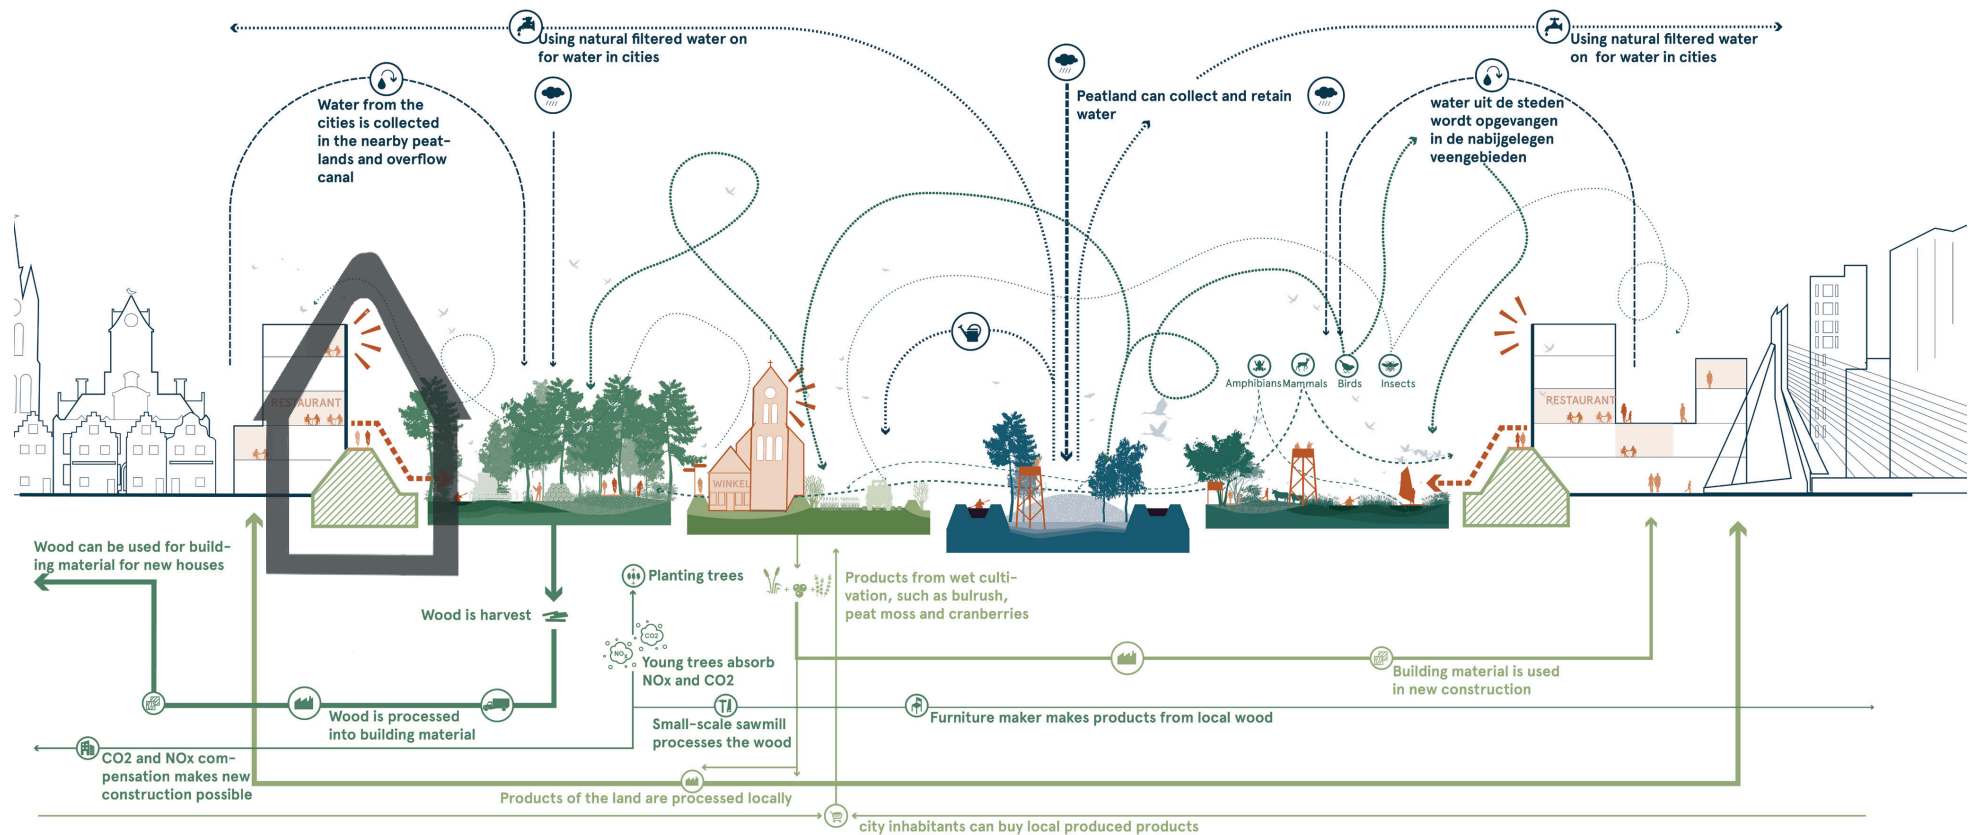 Using natural filtered water on
for water in cities
Using natural filtered water
on for water in cities
Water from the
cities is collected
in the nearby peat-
lands and overflow
canal
Peatland can collect and retain
water
water uit de steden
wordt opgevangen
in de nabijgelegen
veengebieden
Amphibians
Mammals
Birds
Insects
RESTAURANT
RESTAURANT
WINKEL
Wood can be used for build-
ing material for new houses
Wood is harvest
Planting trees
CO2
NOx
Young trees absorb
NOx and CO2
Products from wet culti-
vation, such as bulrush,
peat moss and cranberries
Building material is used
in new construction
Wood is processed
into building material
Small-scale sawmill
processes the wood
Furniture maker makes products from local wood
CO2 and NOx com-
pensation makes new
construction possible
Products of the land are processed locally
city inhabitants can buy local produced products